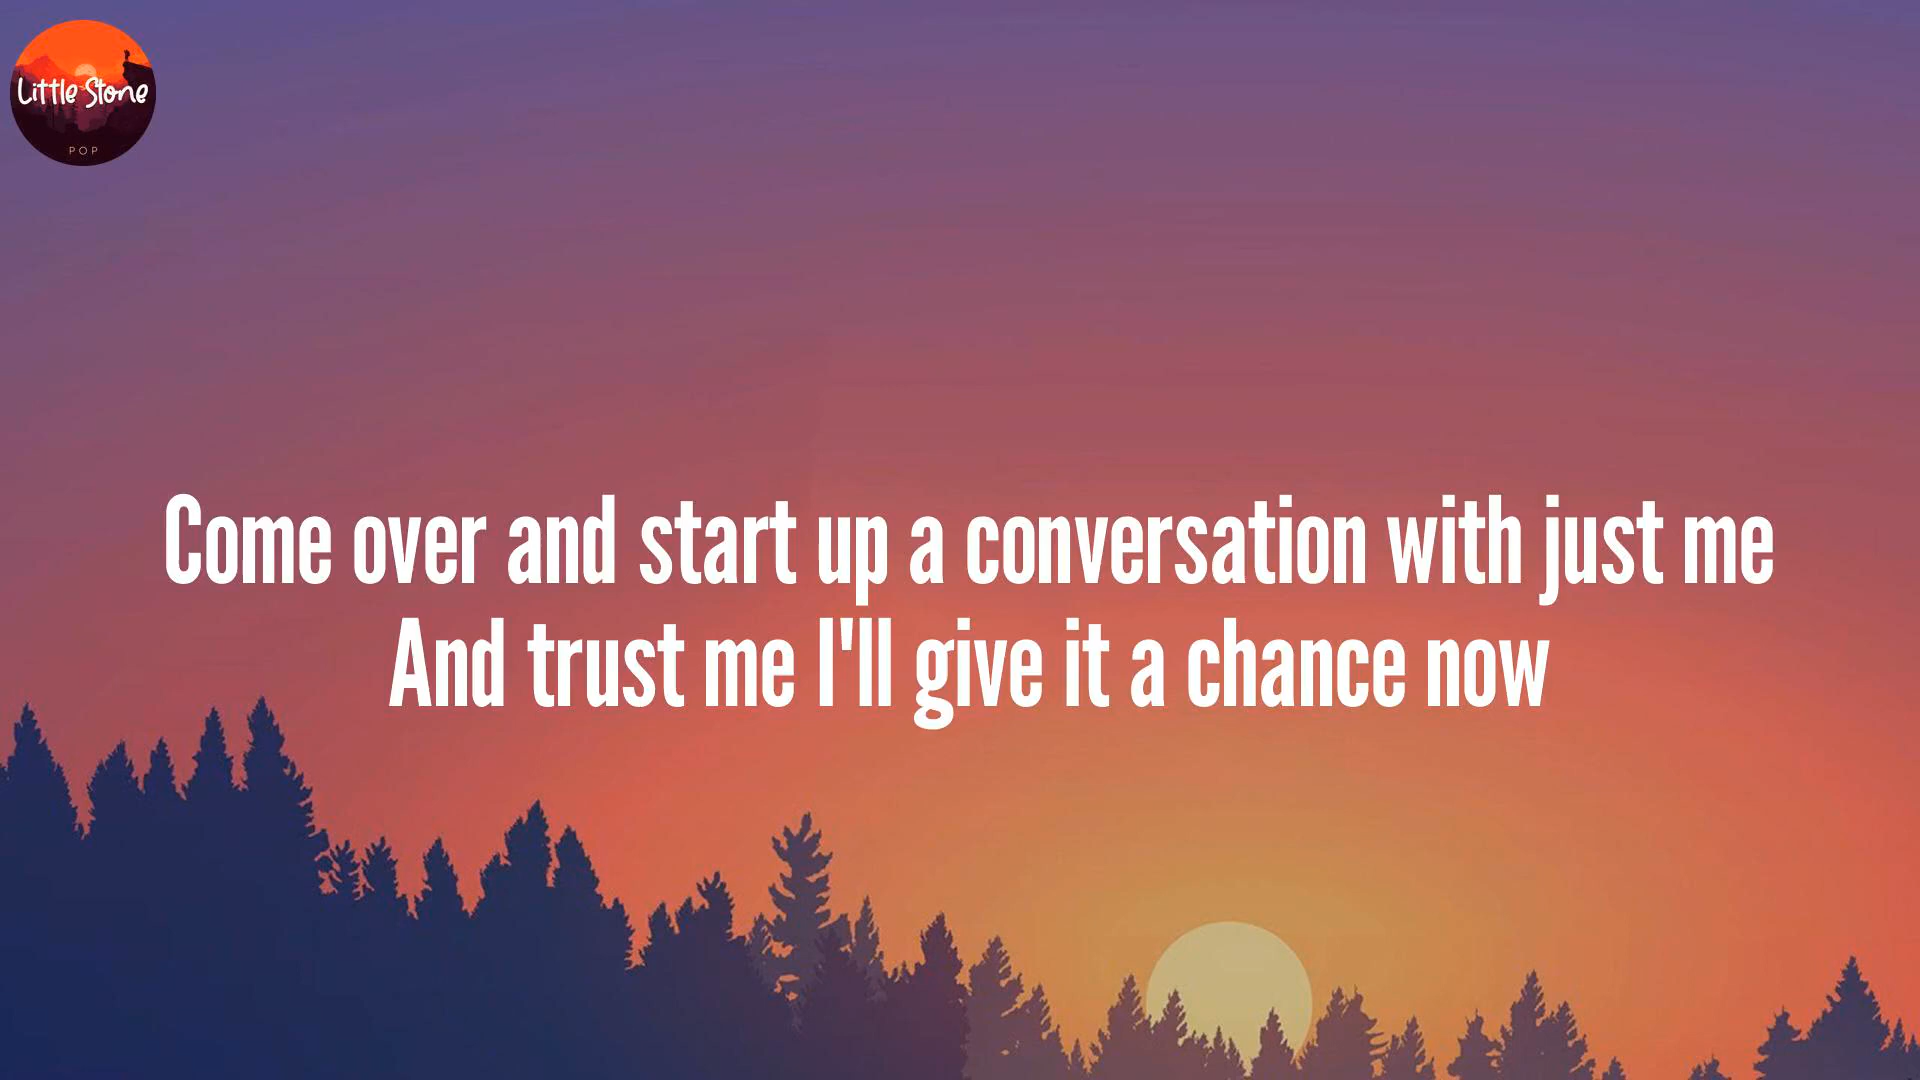 Little Stone
POP
Come over and start up a conversation with just me
And trust me I'll give it a chance now